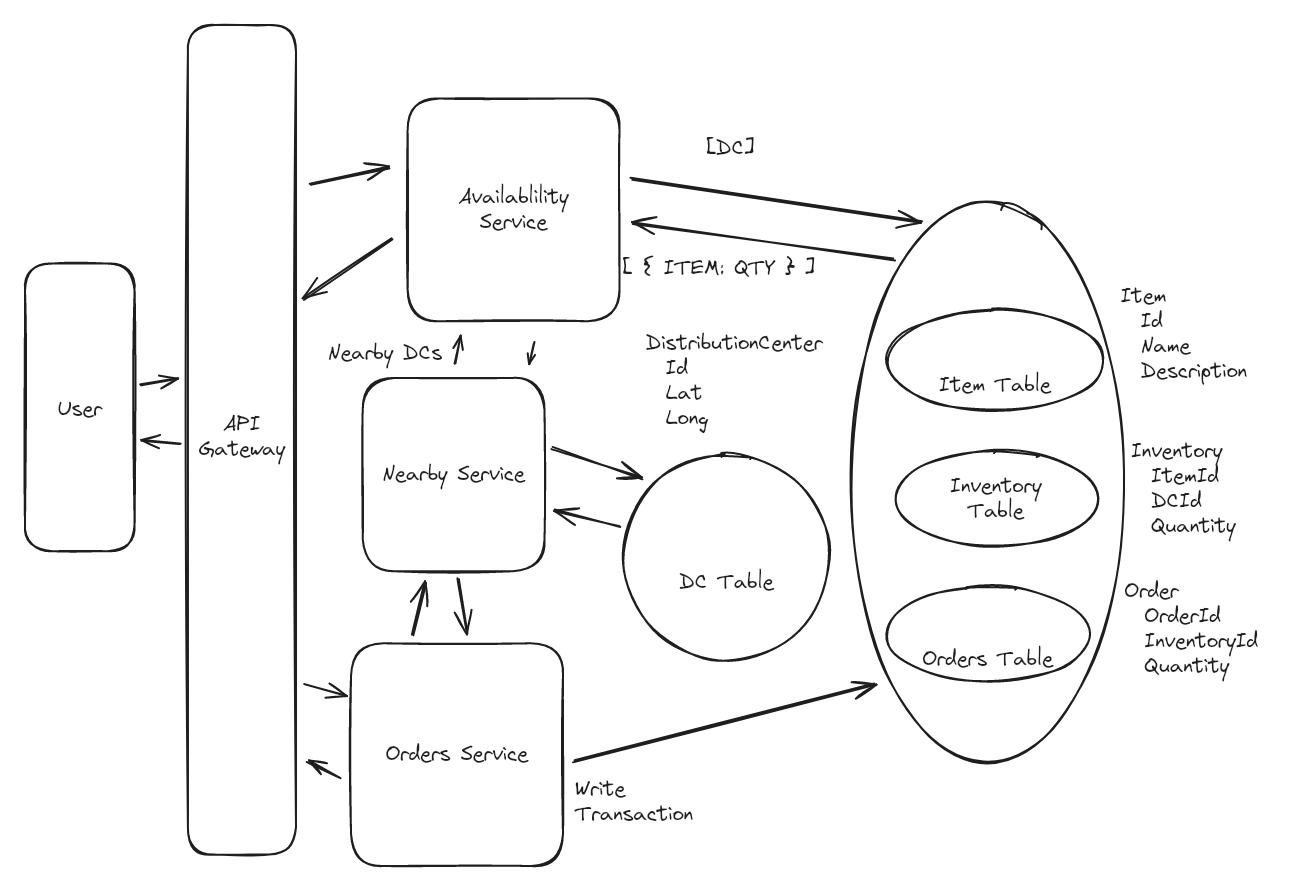 [DC]
Availablility
Service
[ { ITEM: QTY } ]
Item
Id
Name
Description
Nearby DCs
DistributionCenter
Id
Lat
Long
Item Table
User
API
Gateway
Nearby Service
Inventory
Table
Inventory
ItemId
DCId
Quantity
DC Table
Order
OrderId
InventoryId
Quantity
Orders Table
Orders Service
Write
Transaction